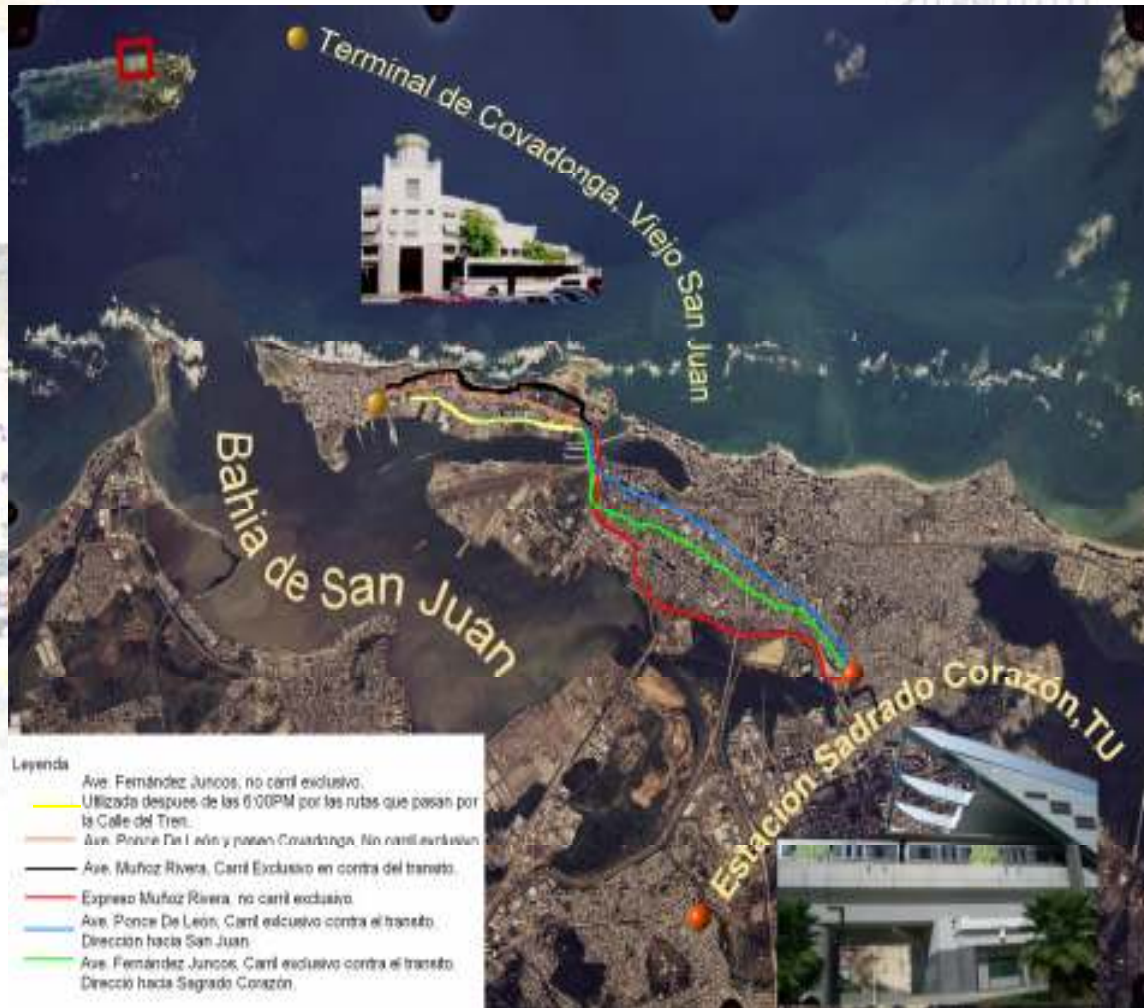 Terminal de Covadonga, Viejo San Juan
Bahía de San Juan
Estacion Sadrado Corazón, TU
Leyenda
Ave. Fernández Juncos, no carril exclusivo.
Utilizada despues de las 6:00PM por las rutas que pasan por
la Calle del Tren.
Ave. Ponce De León y paseo Covadonga, No carril exclusivo
Ave. Muñoz Rivera, Carril Exclusivo en contra del transito.
Expreso Muñoz Rivera, no carril exclusivo.
Ave. Ponce De León, Carril exlcusivo contra el transito.
Dirección hacia San Juan.
Ave. Fernández Juncos, Carril exclusivo contra el transito.
Direcció hacia Sagrado Corazón.